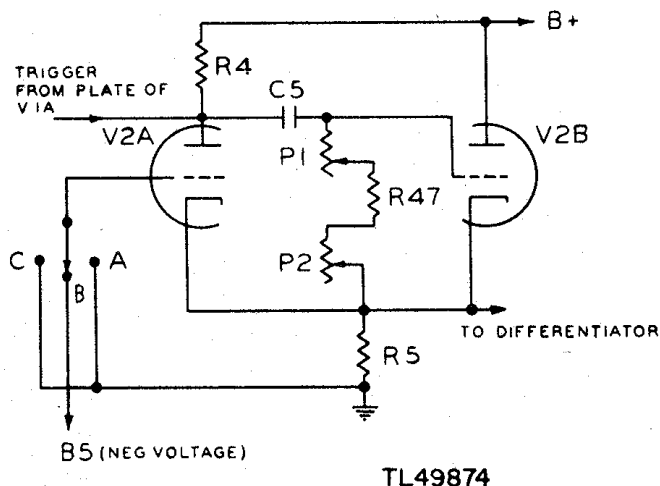 B+
R4
TRIGGER
FROM PLATE OF
V1A
C5
V2A
V2B
P1
R47
C
A
B
P2
TO DIFFERENTIATOR
R5
B5 (NEG VOLTAGE)
TL49874